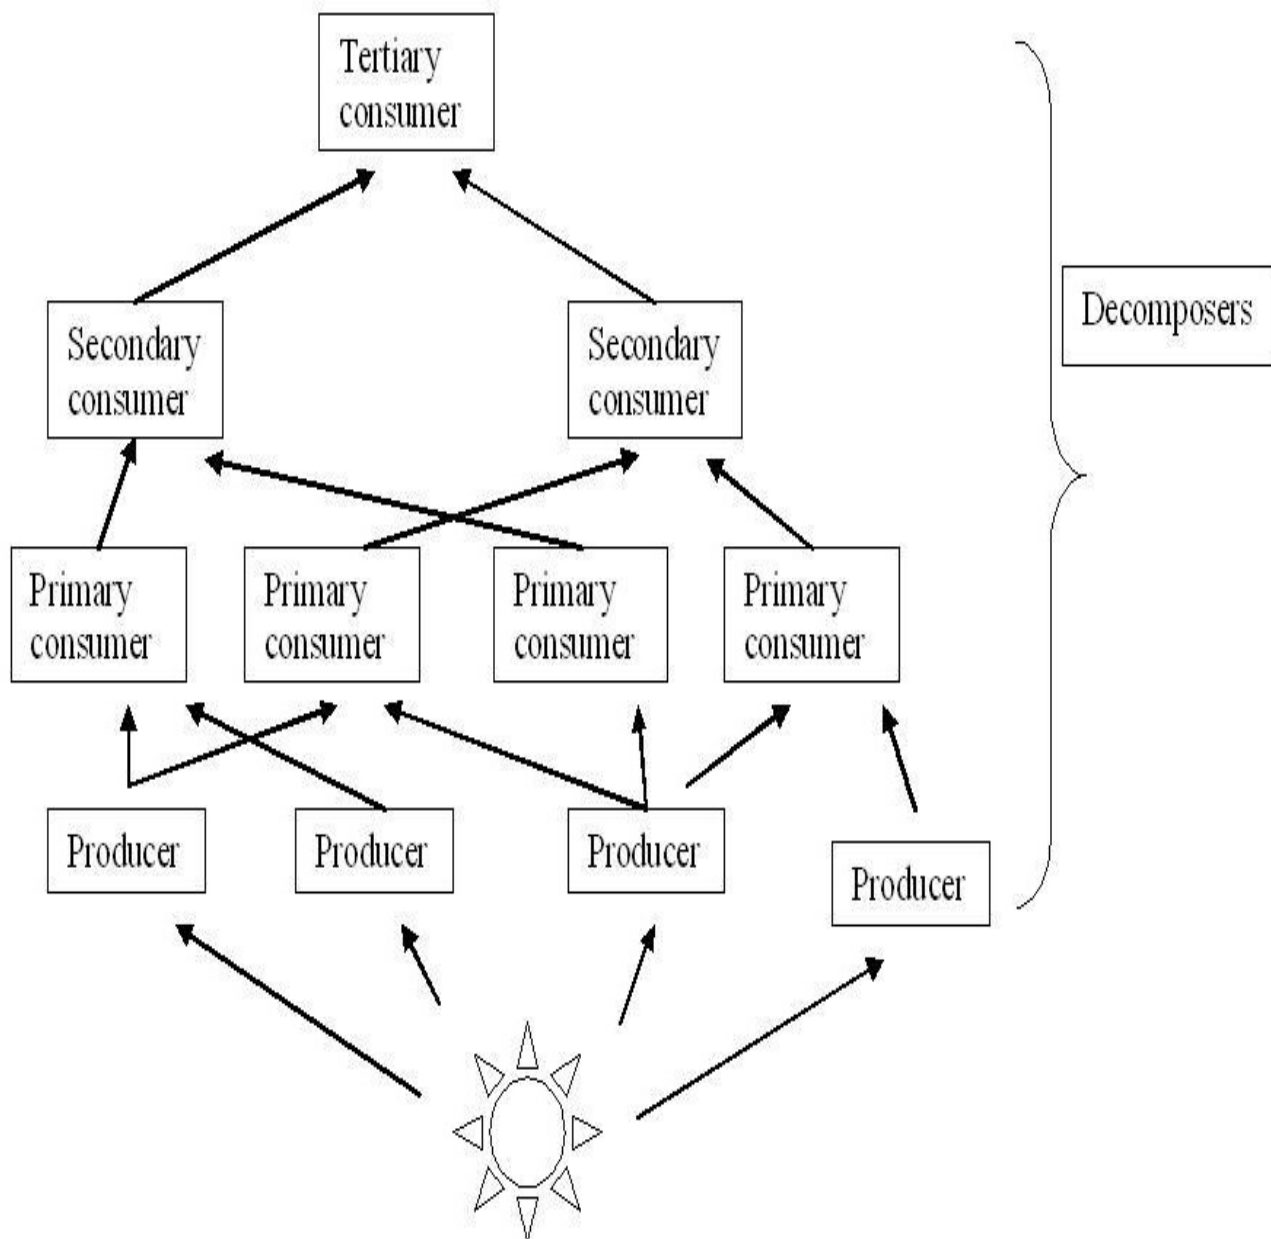 Tertiary
consumer
Decomposers
Secondary
consumer
Secondary
consumer
Primary
consumer
Primary
consumer
Primary
consumer
Primary
consumer
Producer
Producer
Producer
Producer